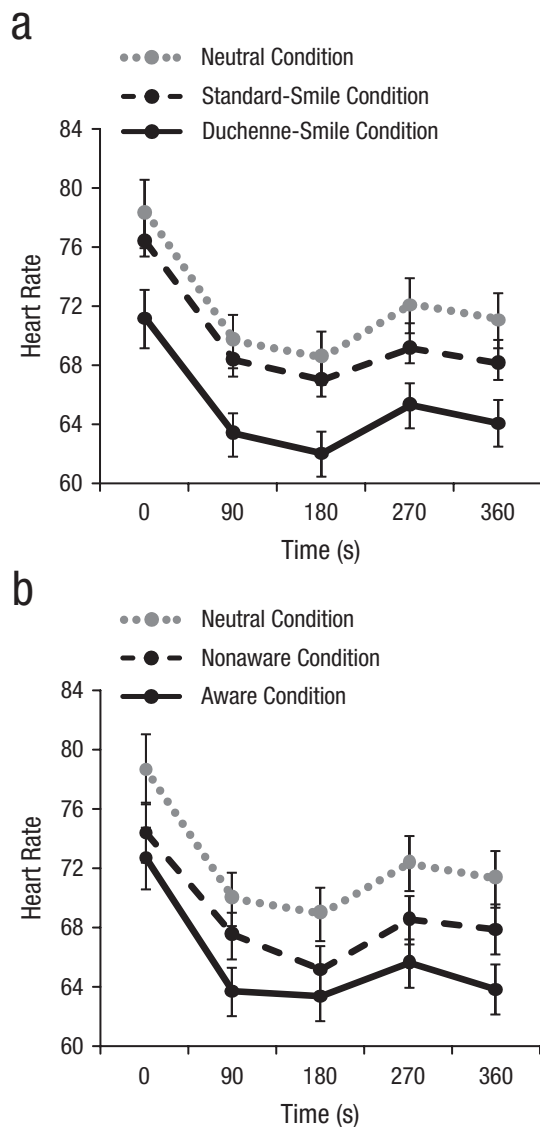 a
Neutral Condition
Standard-Smile Condition
Duchenne-Smile Condition
84
80
76
72
68
64
60
Heart Rate
0 90 180 270 360
Time (s)
b
Neutral Condition
Nonaware Condition
Aware Condition
84
80
76
72
68
64
60
Heart Rate
0 90 180 270 360
Time (s)